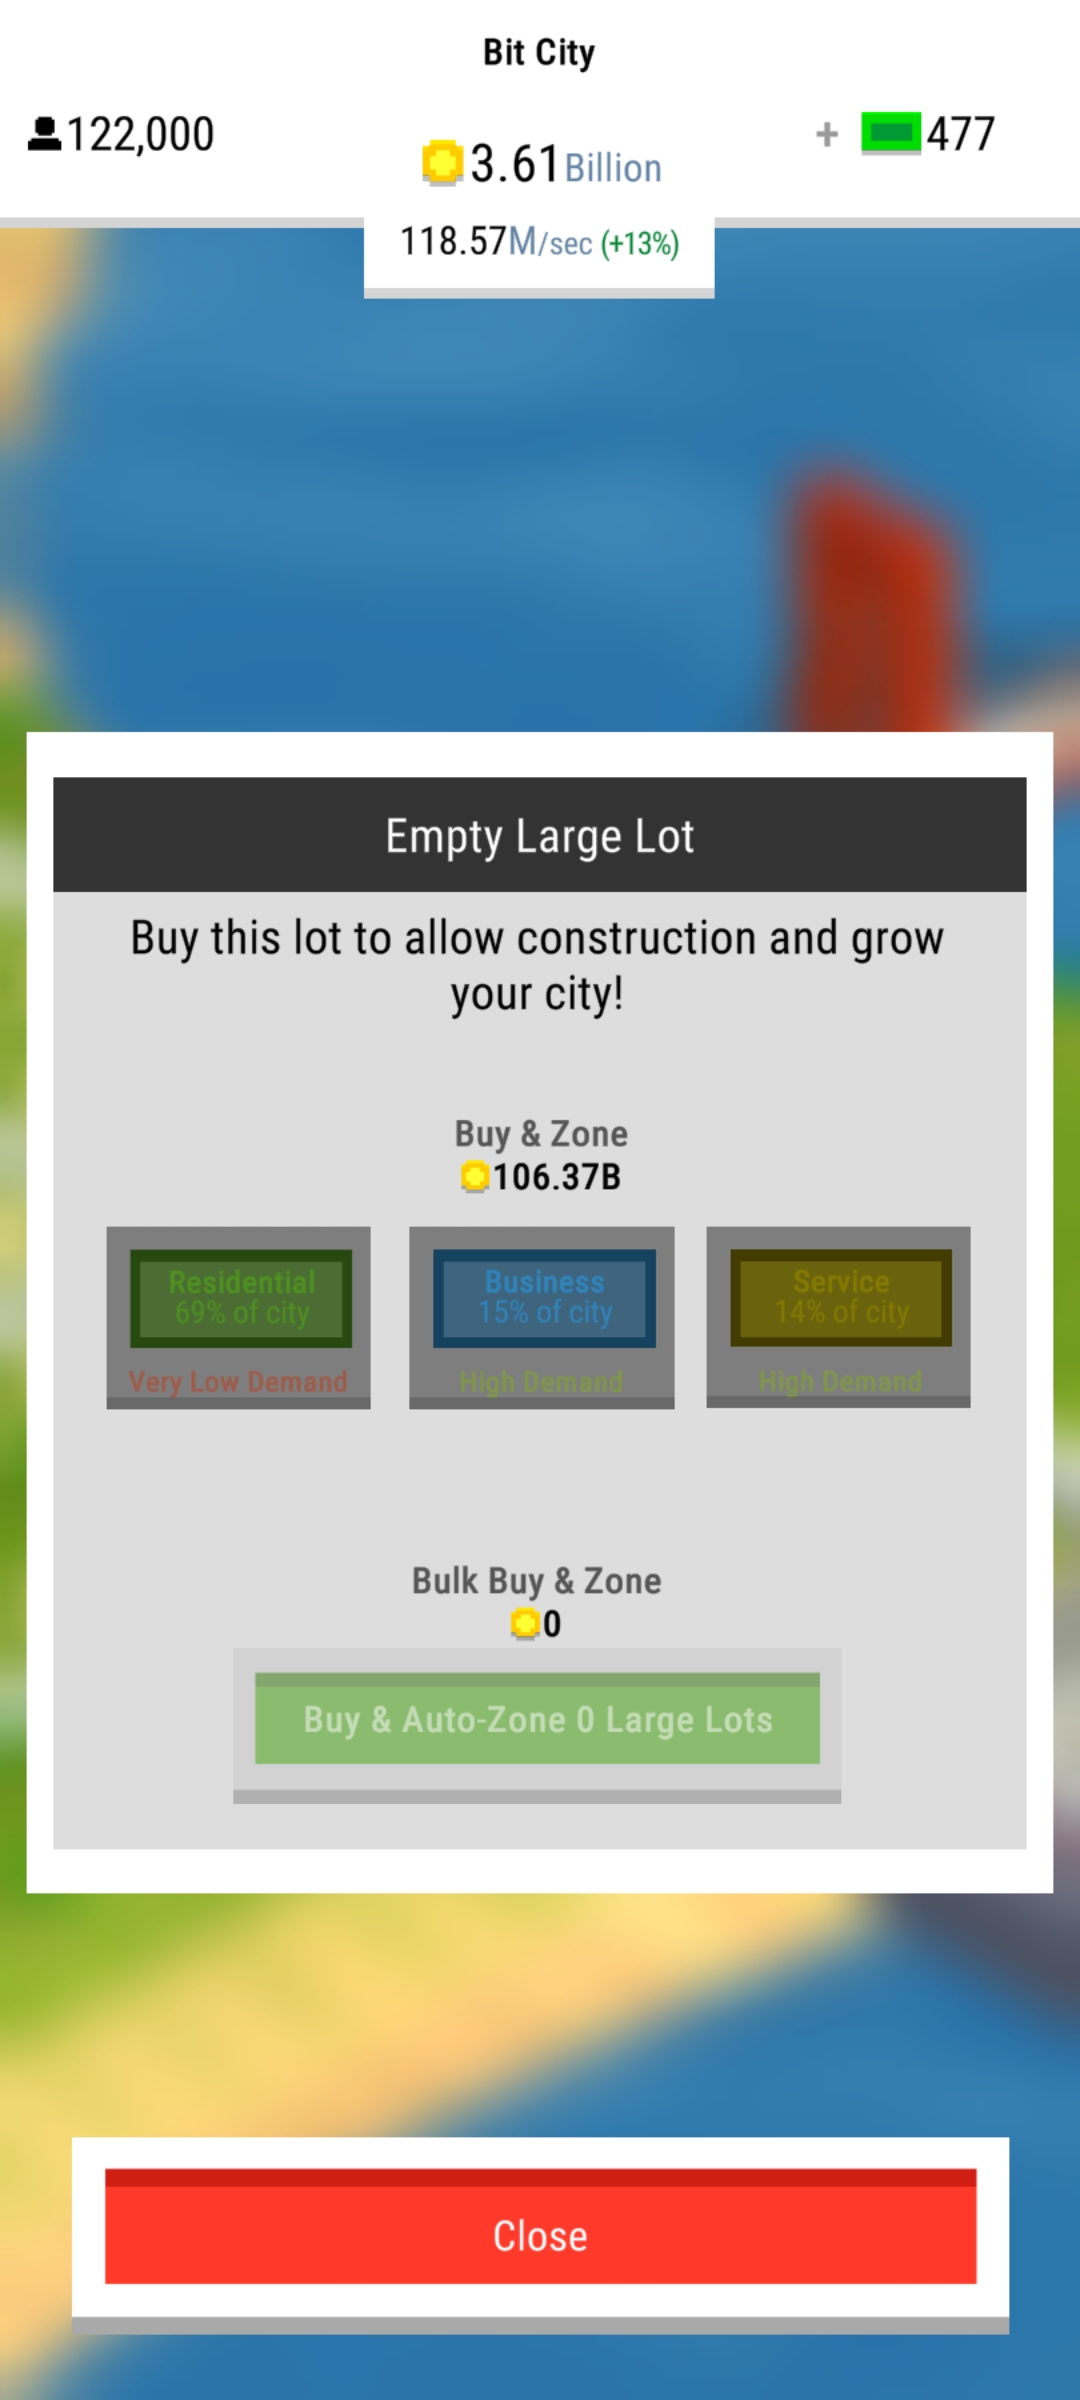 Bit City
122,000
3.61 Billion
+ 477
118.57M/sec (+13%)
Empty Large Lot
Buy this lot to allow construction and grow
your city!
Buy & Zone
106.37B
Residential
69% of city
Very Low Demand
Business
15% of city
High Demand
Service
14% of city
High Demand
Bulk Buy & Zone
0
Buy & Auto-Zone 0 Large Lots
Close